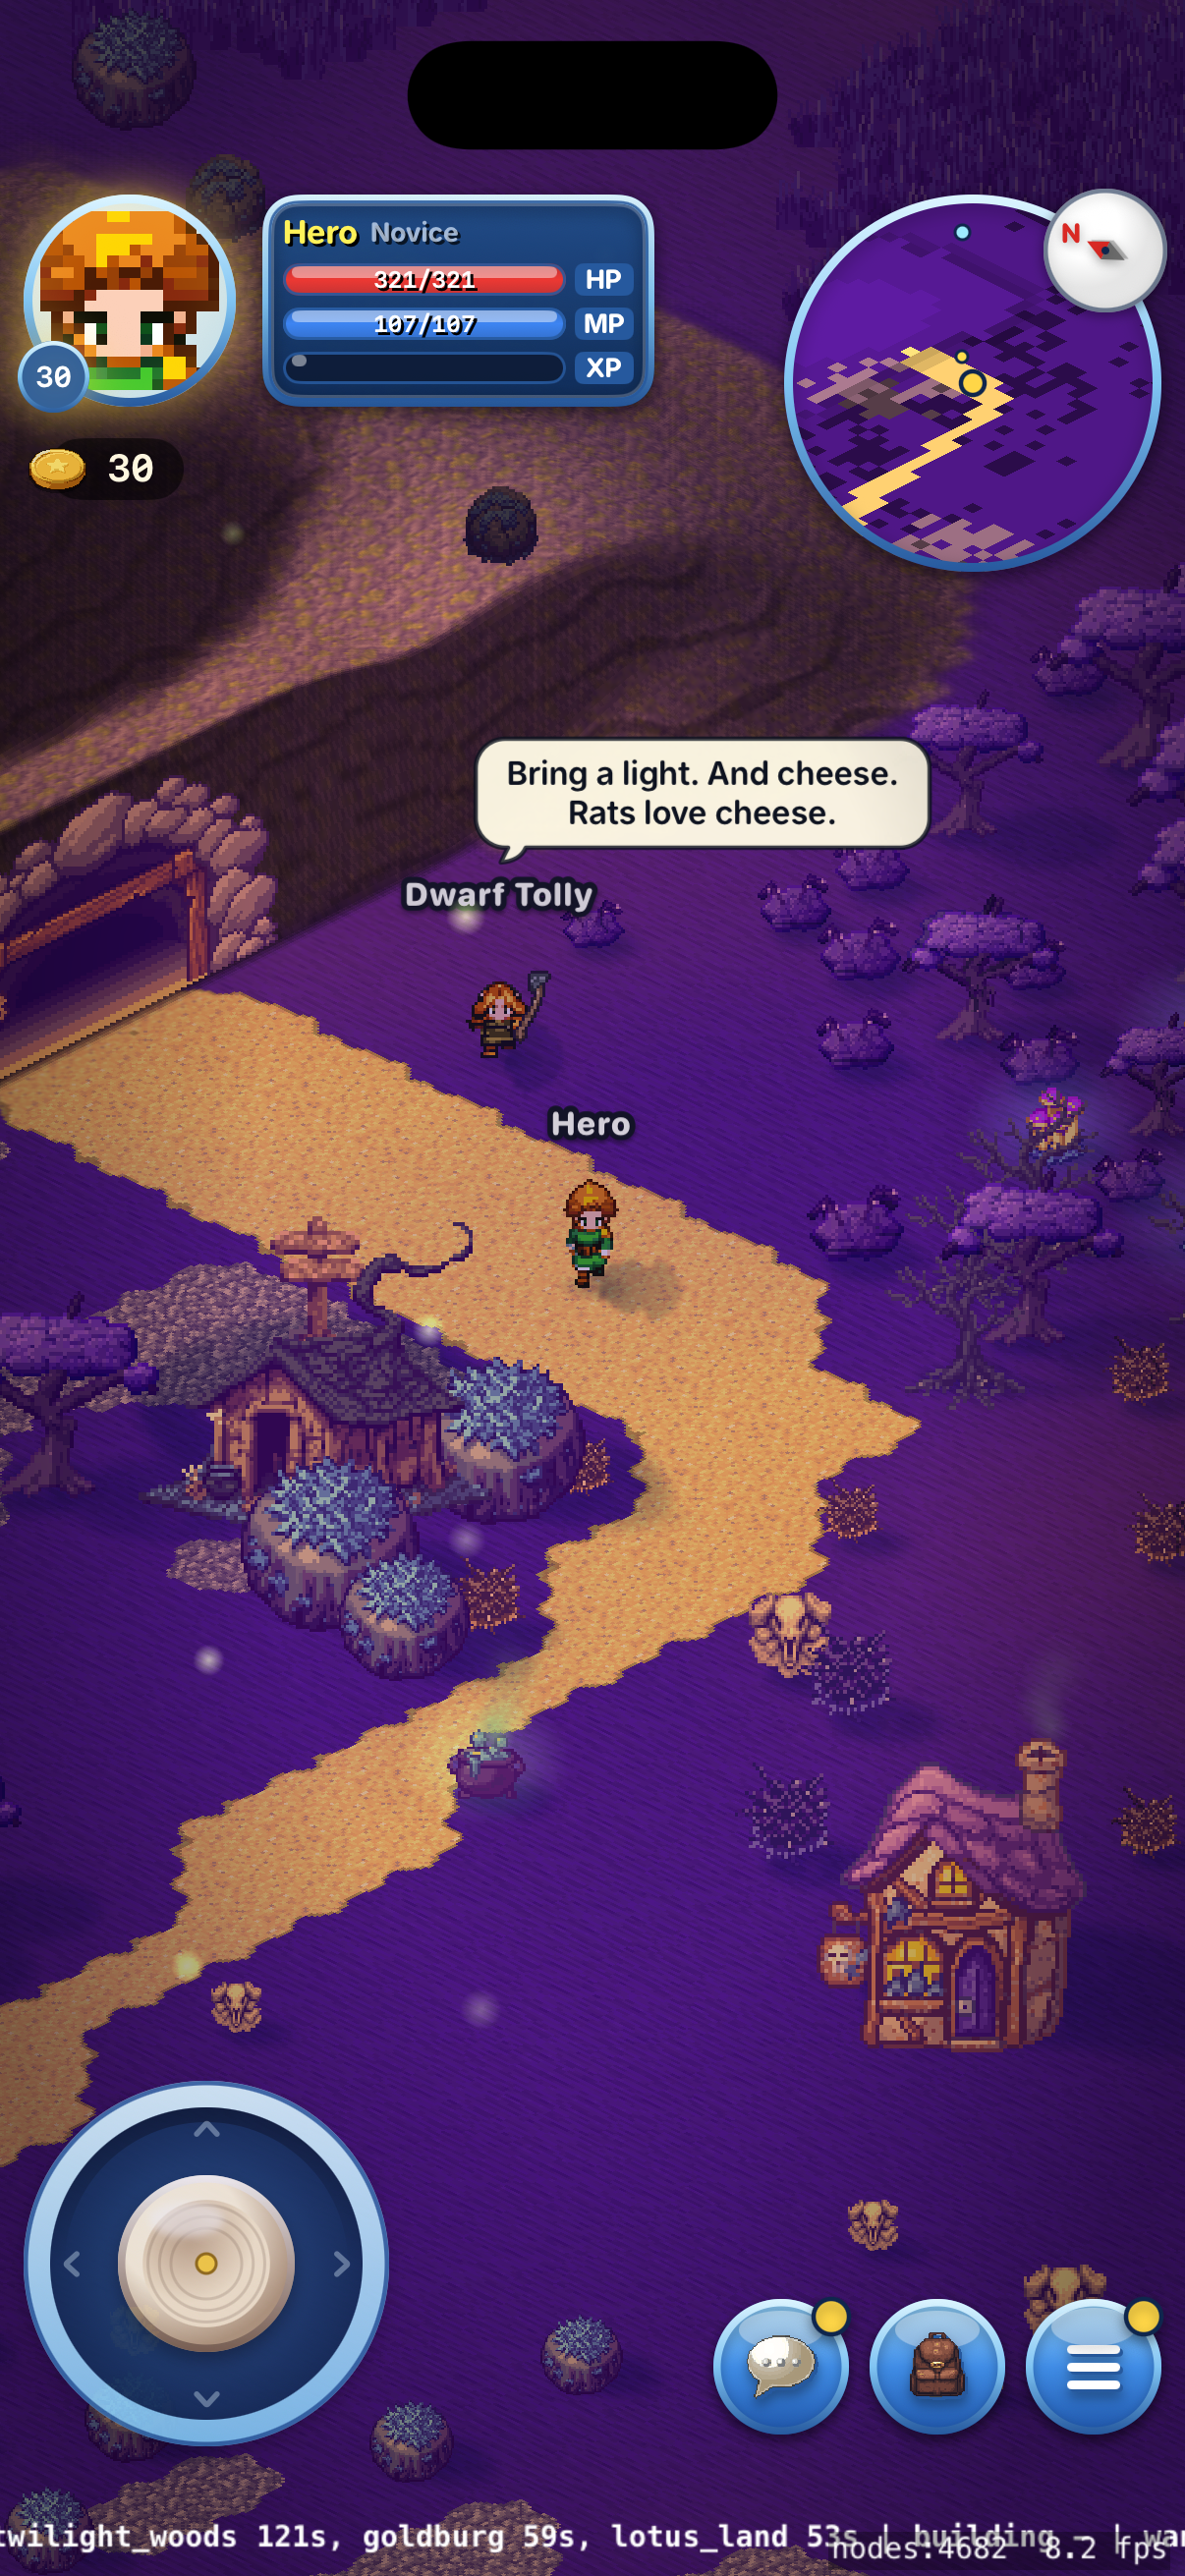 Hero Novice
321/321 HP
107/107 MP
XP
30
N
30
Bring a light. And cheese.
Rats love cheese.
Dwarf Tolly
Hero
twilight_woods 121s, goldburg 59s, lotus_land 53s | building
nodes:4682 8.2 fps